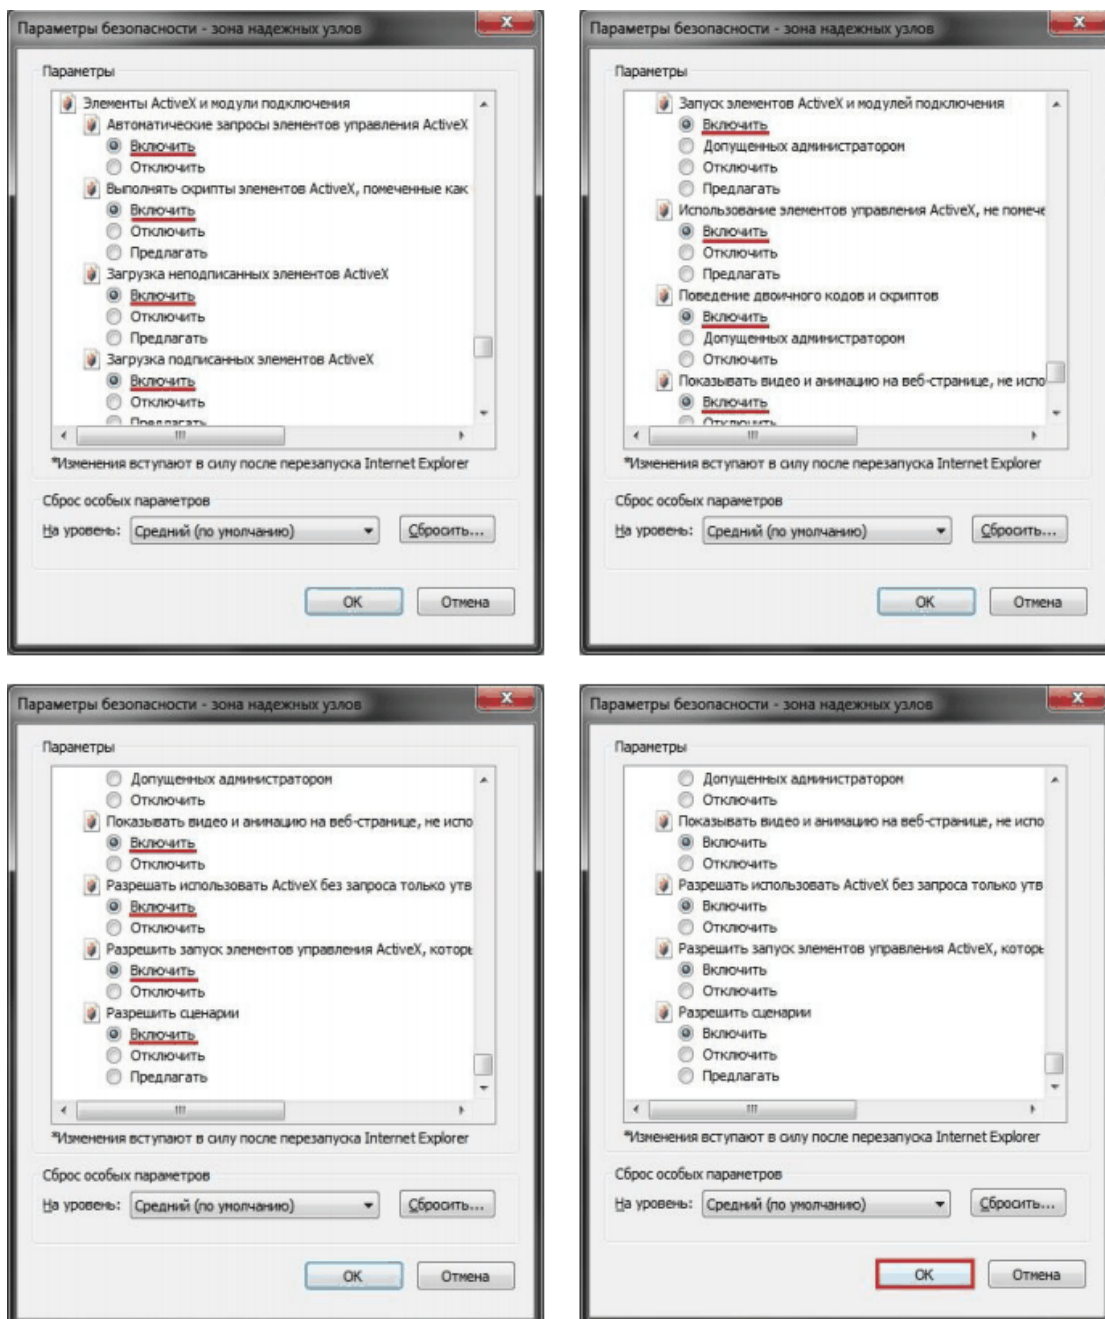 Параметры безопасности - зона надежных узлов
Параметры
Элементы ActiveX и модули подключения
Автоматические запросы элементов управления ActiveX
Включить
Отключить
Выполнять скрипты элементов ActiveX, помеченные как
Включить
Отключить
Предлагать
Загрузка неподписанных элементов ActiveX
Включить
Отключить
Предлагать
Загрузка подписанных элементов ActiveX
Включить
Отключить
Предлагать
*Изменения вступают в силу после перезапуска Internet Explorer
Сброс особых параметров
На уровень: Средний (по умолчанию) Сбросить...
ОК Отмена
Параметры безопасности - зона надежных узлов
Параметры
Запуск элементов ActiveX и модулей подключения
Включить
Допущенных администратором
Отключить
Предлагать
Использование элементов управления ActiveX, не помече
Включить
Отключить
Предлагать
Поведение двоичного кодов и скриптов
Включить
Допущенных администратором
Отключить
Показывать видео и анимацию на веб-странице, не испо
Включить
Отключить
*Изменения вступают в силу после перезапуска Internet Explorer
Сброс особых параметров
На уровень: Средний (по умолчанию) Сбросить...
ОК Отмена
Параметры безопасности - зона надежных узлов
Параметры
Допущенных администратором
Отключить
Показывать видео и анимацию на веб-странице, не испо
Включить
Отключить
Разрешать использовать ActiveX без запроса только утв
Включить
Отключить
Разрешить запуск элементов управления ActiveX, которы
Включить
Отключить
Разрешить сценарии
Включить
Отключить
Предлагать
*Изменения вступают в силу после перезапуска Internet Explorer
Сброс особых параметров
На уровень: Средний (по умолчанию) Сбросить...
ОК Отмена
Параметры безопасности - зона надежных узлов
Параметры
Допущенных администратором
Отключить
Показывать видео и анимацию на веб-странице, не испо
Включить
Отключить
Разрешать использовать ActiveX без запроса только утв
Включить
Отключить
Разрешить запуск элементов управления ActiveX, которы
Включить
Отключить
Разрешить сценарии
Включить
Отключить
Предлагать
*Изменения вступают в силу после перезапуска Internet Explorer
Сброс особых параметров
На уровень: Средний (по умолчанию) Сбросить...
ОК Отмена